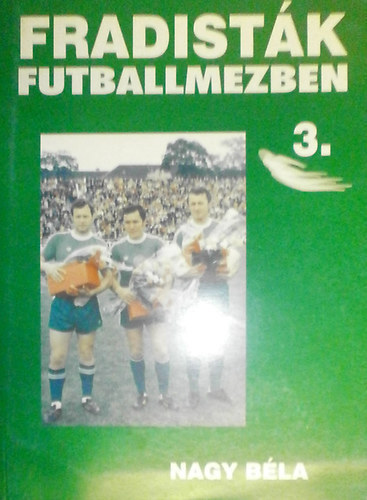 FRADISTÁK
FUTBALLMEZBEN
3.
NAGY BÉLA